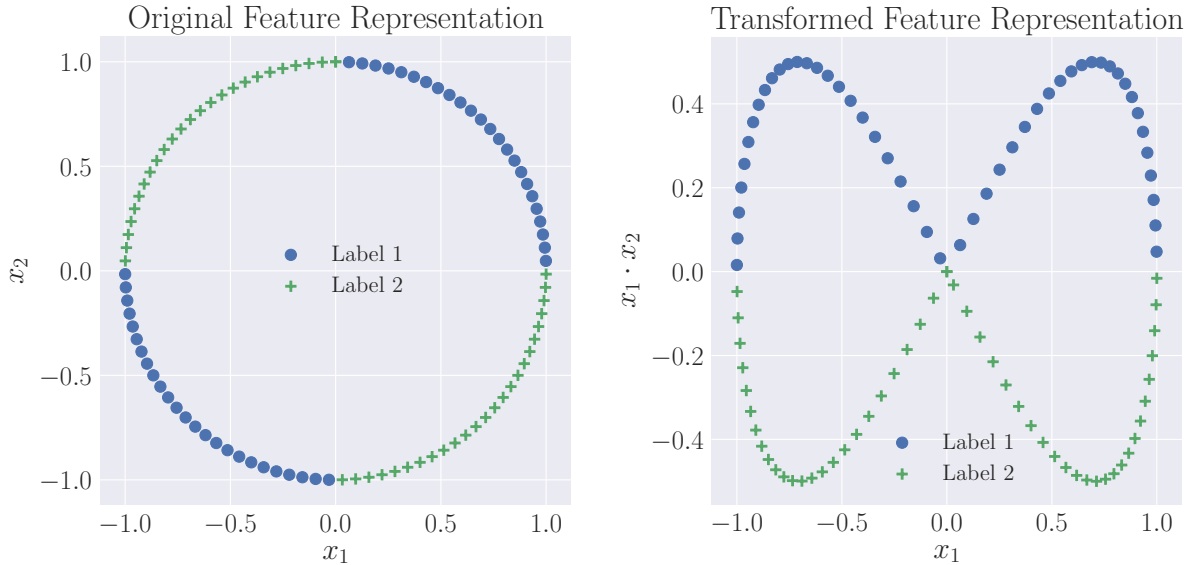 Original Feature Representation
1.0
0.5
0.0
−0.5
−1.0
x₂
Label 1
Label 2
−1.0 −0.5 0.0 0.5 1.0
x₁
Transformed Feature Representation
0.4
0.2
0.0
−0.2
−0.4
x₁ · x₂
Label 1
Label 2
−1.0 −0.5 0.0 0.5 1.0
x₁